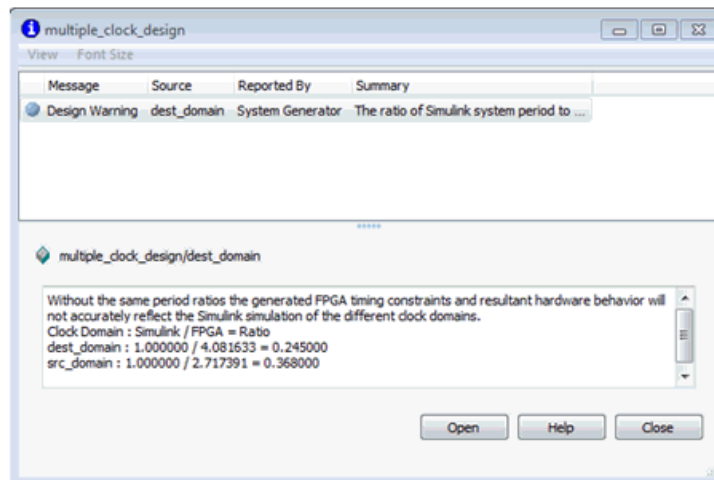 multiple_clock_design
View Font Size
Message Source Reported By Summary
Design Warning dest_domain System Generator The ratio of Simulink system period to ...
multiple_clock_design/dest_domain
Without the same period ratios the generated FPGA timing constraints and resultant hardware behavior will
not accurately reflect the Simulink simulation of the different clock domains.
Clock Domain : Simulink / FPGA = Ratio
dest_domain : 1.000000 / 4.081633 = 0.245000
src_domain : 1.000000 / 2.717391 = 0.368000
Open Help Close